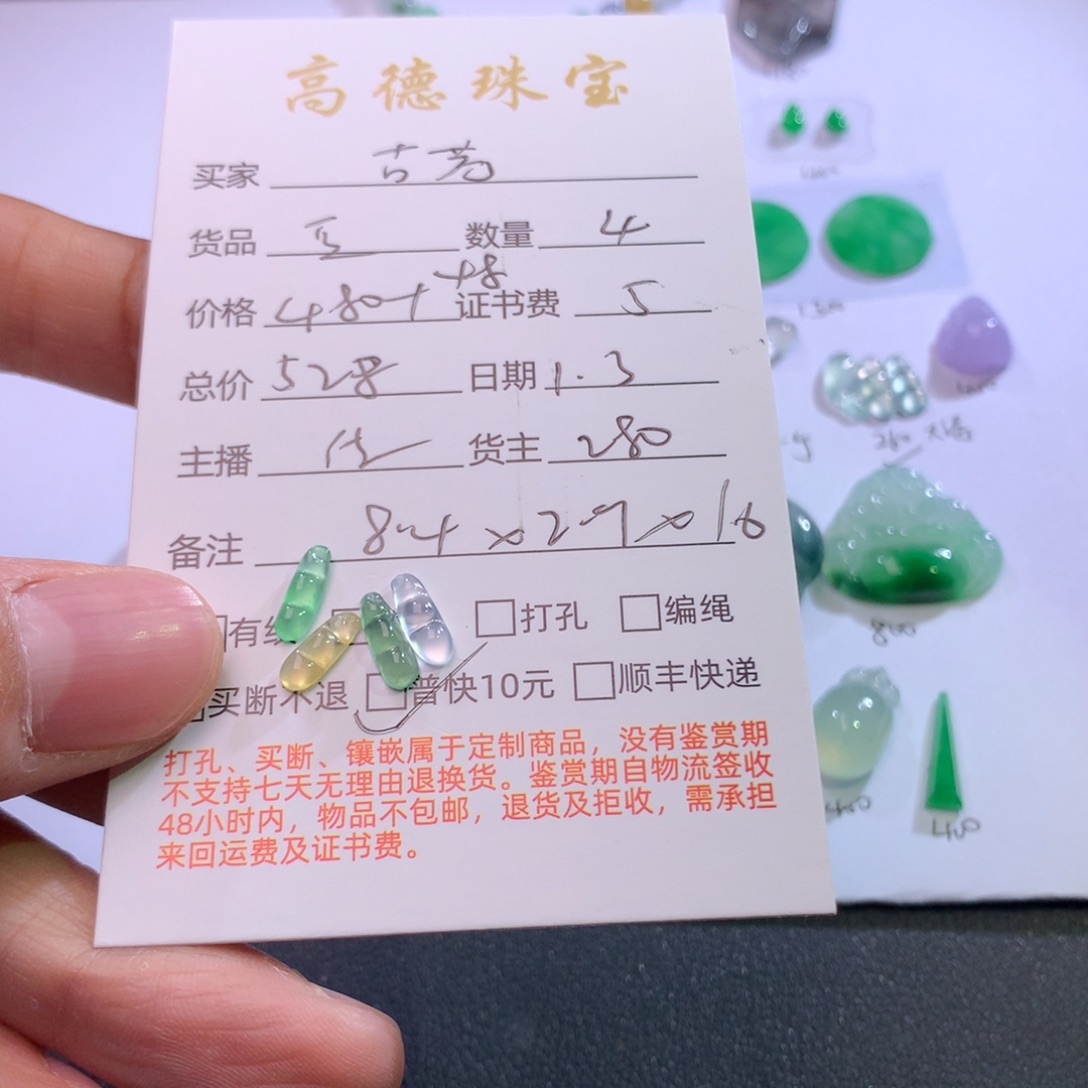 高德珠宝
买家 古芳
货品 豆 数量 4
价格 480+48 证书费 5
总价 528 日期 1.3
主播 货主 280
备注 84×29×16
有 打孔 编绳
买断不退 普快10元 顺丰快递
打孔、买断、镶嵌属于定制商品，没有鉴赏期
不支持七天无理由退换货。鉴赏期自物流签收
48小时内，物品不包邮，退货及拒收，需承担
来回运费及证书费。
260
800
400